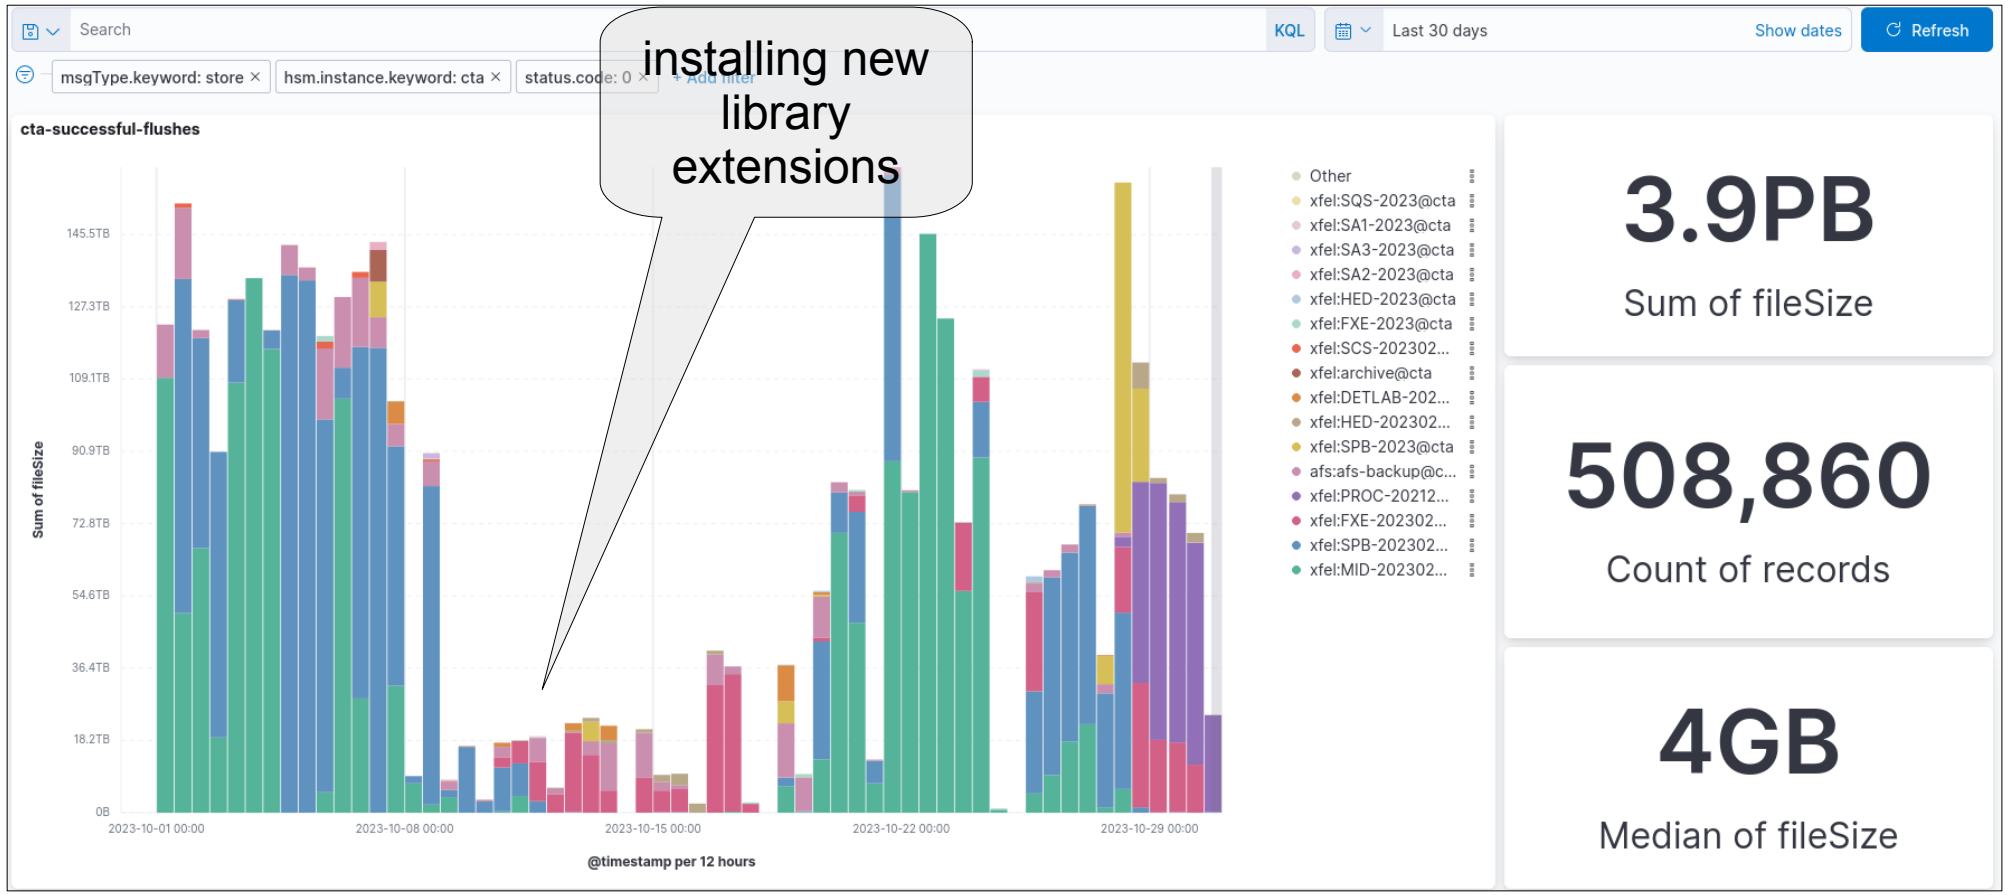 Search
KQL
Last 30 days
Show dates
Refresh
msgType.keyword: store ×
hsm.instance.keyword: cta ×
status.code: 0 ×
+ Add filter
installing new
library
extensions
cta-successful-flushes
145.5TB
127.3TB
109.1TB
90.9TB
72.8TB
54.6TB
36.4TB
18.2TB
0B
Sum of fileSize
2023-10-01 00:00
2023-10-08 00:00
2023-10-15 00:00
2023-10-22 00:00
2023-10-29 00:00
@timestamp per 12 hours
Other
xfel:SQS-2023@cta
xfel:SA1-2023@cta
xfel:SA3-2023@cta
xfel:SA2-2023@cta
xfel:HED-2023@cta
xfel:FXE-2023@cta
xfel:SCS-202302...
xfel:archive@cta
xfel:DETLAB-202...
xfel:HED-202302...
xfel:SPB-2023@cta
afs:afs-backup@c...
xfel:PROC-20212...
xfel:FXE-202302...
xfel:SPB-202302...
xfel:MID-202302...
3.9PB
Sum of fileSize
508,860
Count of records
4GB
Median of fileSize